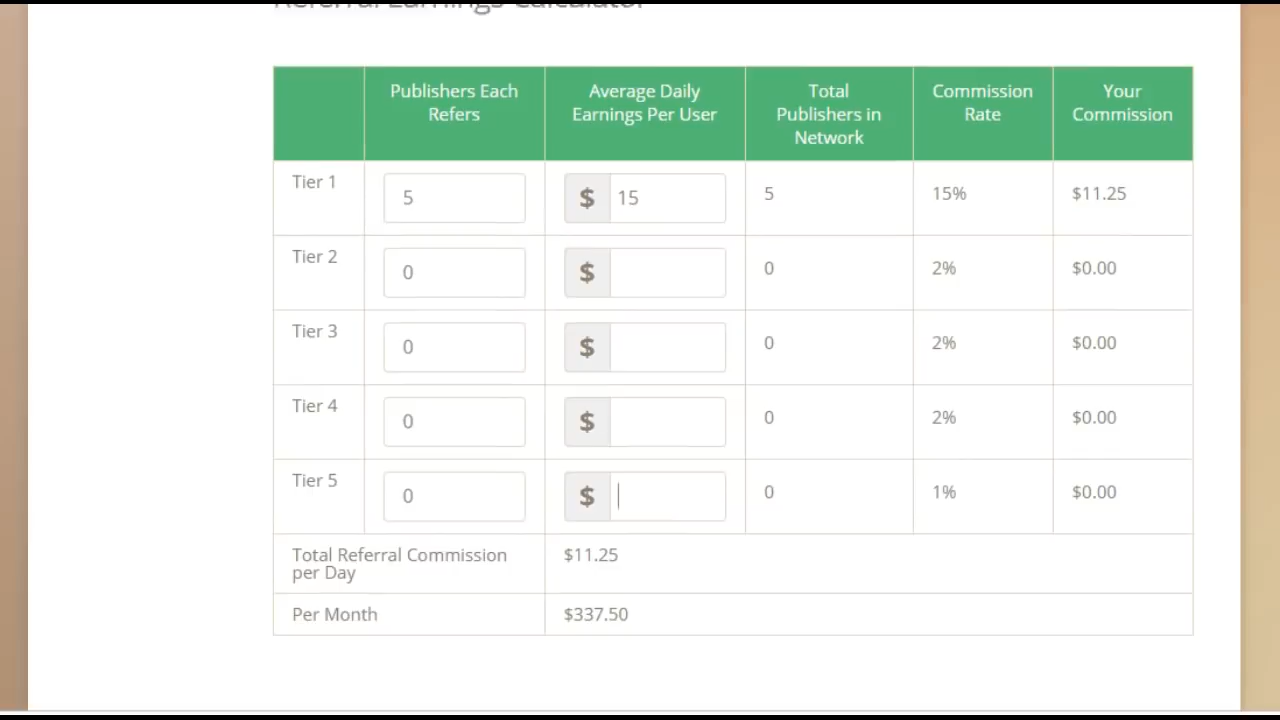 Referral Earnings Calculator
Publishers Each Refers
Average Daily Earnings Per User
Total Publishers in Network
Commission Rate
Your Commission
Tier 1 5 $ 15 5 15% $11.25
Tier 2 0 $ 0 2% $0.00
Tier 3 0 $ 0 2% $0.00
Tier 4 0 $ 0 2% $0.00
Tier 5 0 $ 0 1% $0.00
Total Referral Commission per Day $11.25
Per Month $337.50